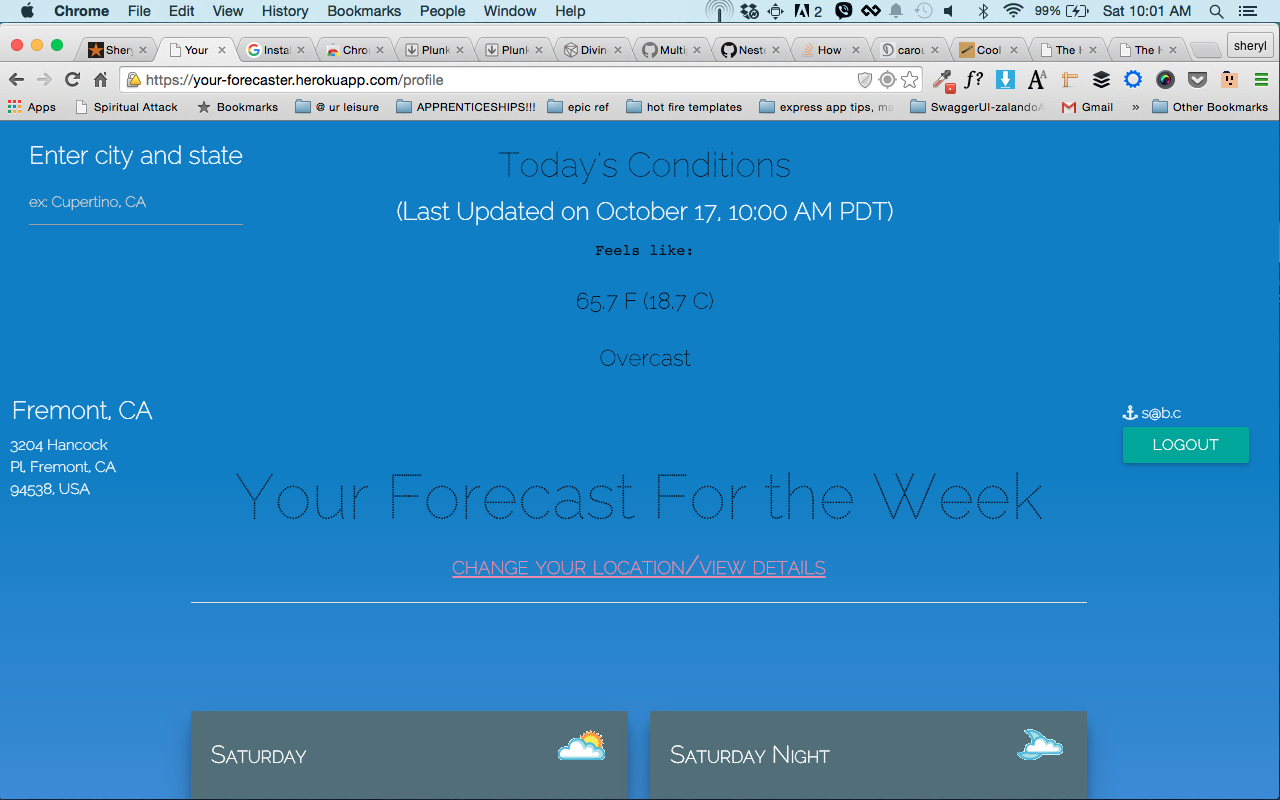 Chrome File Edit View History Bookmarks People Window Help 2 99% Sat 10:01 AM
Sher
Your
Instal
Chro
Plunk
Plunk
Divin
Multi
Nest
How
carou
Cool
The
The
sheryl
https://your-forecaster.herokuapp.com/profile
f?
Apps Spiritual Attack Bookmarks @ ur leisure APPRENTICESHIPS!!! epic ref hot fire templates express app tips, ma SwaggerUI-zalando Gmail » Other Bookmarks
Enter city and state
ex: Cupertino, CA
Today's Conditions
(Last Updated on October 17, 10:00 AM PDT)
Feels like:
65.7 F (18.7 C)
Overcast
Fremont, CA
3204 Hancock
Pl, Fremont, CA
94538, USA
s@b.c
LOGOUT
Your Forecast For the Week
change your location/view details
Saturday
Saturday Night